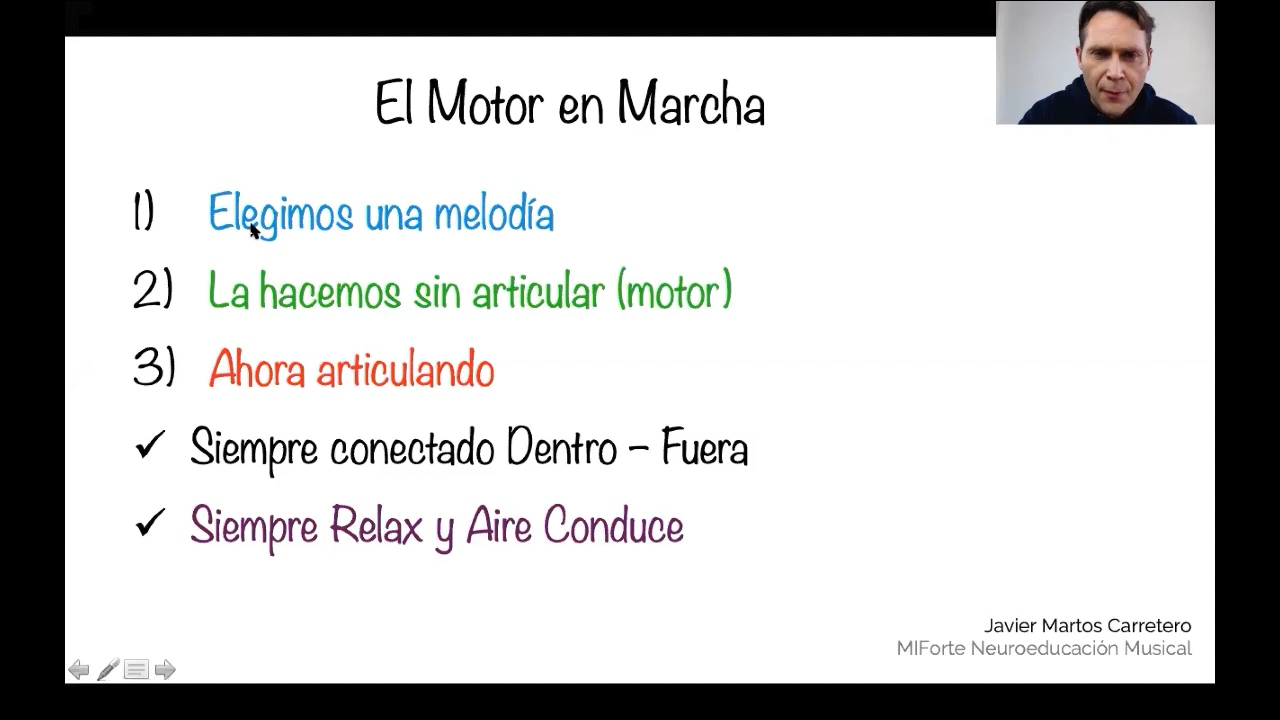 El Motor en Marcha
1) Elegimos una melodía
2) La hacemos sin articular (motor)
3) Ahora articulando
✓ Siempre conectado Dentro – Fuera
✓ Siempre Relax y Aire Conduce
Javier Martos Carretero
MIForte Neuroeducación Musical